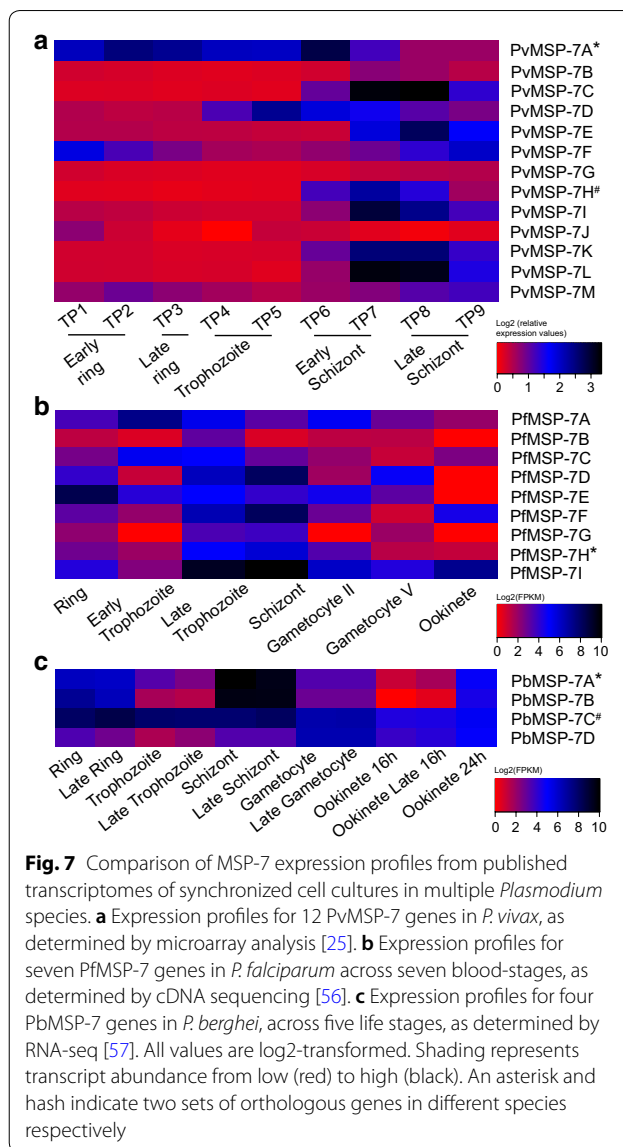 a
PvMSP-7A*
PvMSP-7B
PvMSP-7C
PvMSP-7D
PvMSP-7E
PvMSP-7F
PvMSP-7G
PvMSP-7H#
PvMSP-7I
PvMSP-7J
PvMSP-7K
PvMSP-7L
PvMSP-7M
TP1 TP2 TP3 TP4 TP5 TP6 TP7 TP8 TP9
Early ring
Late ring
Trophozoite
Early Schizont
Late Schizont
Log2 (relative
expression values)
0 1 2 3
b
PfMSP-7A
PfMSP-7B
PfMSP-7C
PfMSP-7D
PfMSP-7E
PfMSP-7F
PfMSP-7G
PfMSP-7H*
PfMSP-7I
Ring
Early Trophozoite
Late Trophozoite
Schizont
Gametocyte II
Gametocyte V
Ookinete
Log2(FPKM)
0 2 4 6 8 10
c
PbMSP-7A*
PbMSP-7B
PbMSP-7C#
PbMSP-7D
Ring
Late Ring
Trophozoite
Late Trophozoite
Schizont
Late Schizont
Gametocyte
Late Gametocyte
Ookinete 16h
Ookinete Late 16h
Ookinete 24h
Log2(FPKM)
0 2 4 6 8 10
Fig. 7 Comparison of MSP-7 expression profiles from published
transcriptomes of synchronized cell cultures in multiple Plasmodium
species. a Expression profiles for 12 PvMSP-7 genes in P. vivax, as
determined by microarray analysis [25]. b Expression profiles for
seven PfMSP-7 genes in P. falciparum across seven blood-stages, as
determined by cDNA sequencing [56]. c Expression profiles for four
PbMSP-7 genes in P. berghei, across five life stages, as determined by
RNA-seq [57]. All values are log2-transformed. Shading represents
transcript abundance from low (red) to high (black). An asterisk and
hash indicate two sets of orthologous genes in different species
respectively